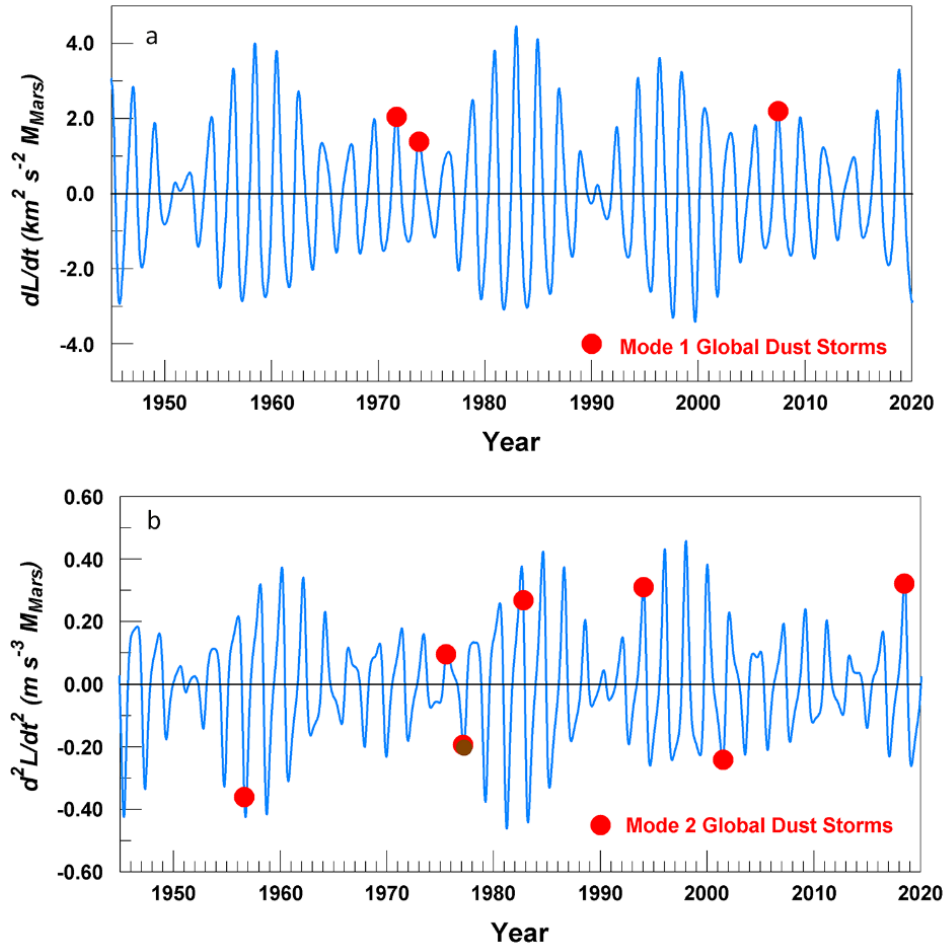 a
4.0
2.0
0.0
-2.0
-4.0
dL/dt (km² s⁻² M_Mars)
Mode 1 Global Dust Storms
1950 1960 1970 1980 1990 2000 2010 2020
Year
b
0.60
0.40
0.20
0.00
-0.20
-0.40
-0.60
d²L/dt² (m s⁻³ M_Mars)
Mode 2 Global Dust Storms
1950 1960 1970 1980 1990 2000 2010 2020
Year